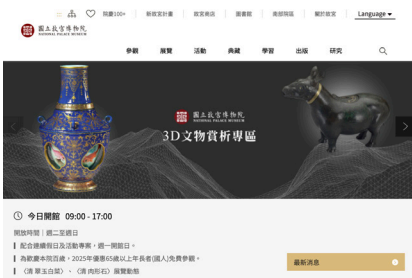 院慶100+ 新故宮計畫 故宮商店 圖書館 南部院區 關於故宮 Language
國立故宮博物院
NATIONAL PALACE MUSEUM
參觀 展覽 活動 典藏 學習 出版 研究
國立故宮博物院
NATIONAL PALACE MUSEUM
3D文物賞析專區
今日開館 09:00 - 17:00
開放時間｜週二至週日
配合連續假日及活動專案，週一開館日。
為歡慶本院百歲，2025年優惠65歲以上年長者(國人)免費參觀。
〈清 翠玉白菜〉、〈清 肉形石〉展覽動態
最新消息